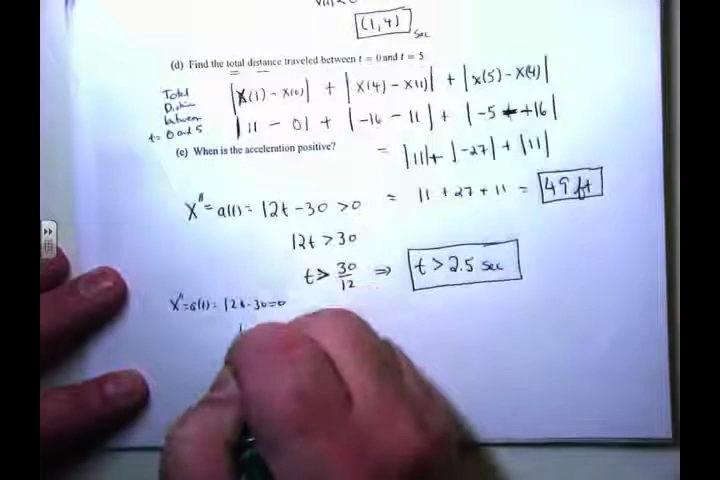 (1,4) sec
(d) Find the total distance traveled between t = 0 and t = 5
Total
between
t = 0 and 5
|x(1) - x(0)| + |x(4) - x(1)| + |x(5) - x(4)|
|11 - 0| + |-16 - 11| + |-5 + 16|
(e) When is the acceleration positive?
= |11| + |-27| + |11|
= 11 + 27 + 11 = 49 ft
x" = a(t) = 12t - 30 > 0
12t > 30
t > 30/12 ⇒ t > 2.5 sec
x" = a(t) = 12t - 30 = 0